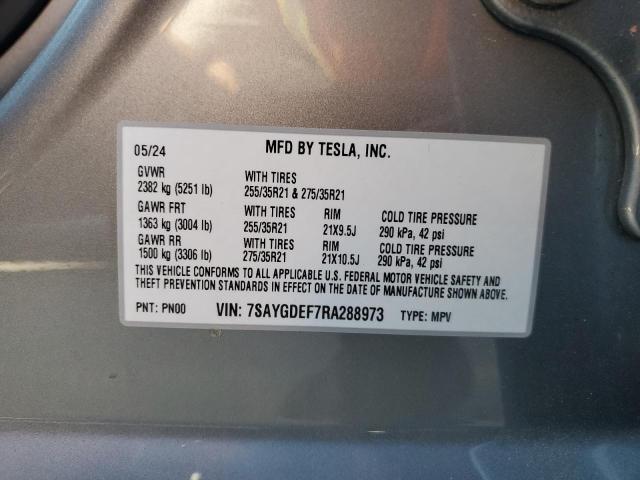 05/24 MFD BY TESLA, INC.
GVWR WITH TIRES
2382 kg (5251 lb) 255/35R21 & 275/35R21
GAWR FRT WITH TIRES RIM COLD TIRE PRESSURE
1363 kg (3004 lb) 255/35R21 21X9.5J 290 kPa, 42 psi
GAWR RR WITH TIRES RIM COLD TIRE PRESSURE
1500 kg (3306 lb) 275/35R21 21X10.5J 290 kPa, 42 psi
THIS VEHICLE CONFORMS TO ALL APPLICABLE U.S. FEDERAL MOTOR VEHICLE SAFETY AND
THEFT PREVENTION STANDARDS IN EFFECT ON THE DATE OF MANUFACTURE SHOWN ABOVE.
PNT: PN00 VIN: 7SAYGDEF7RA288973 TYPE: MPV